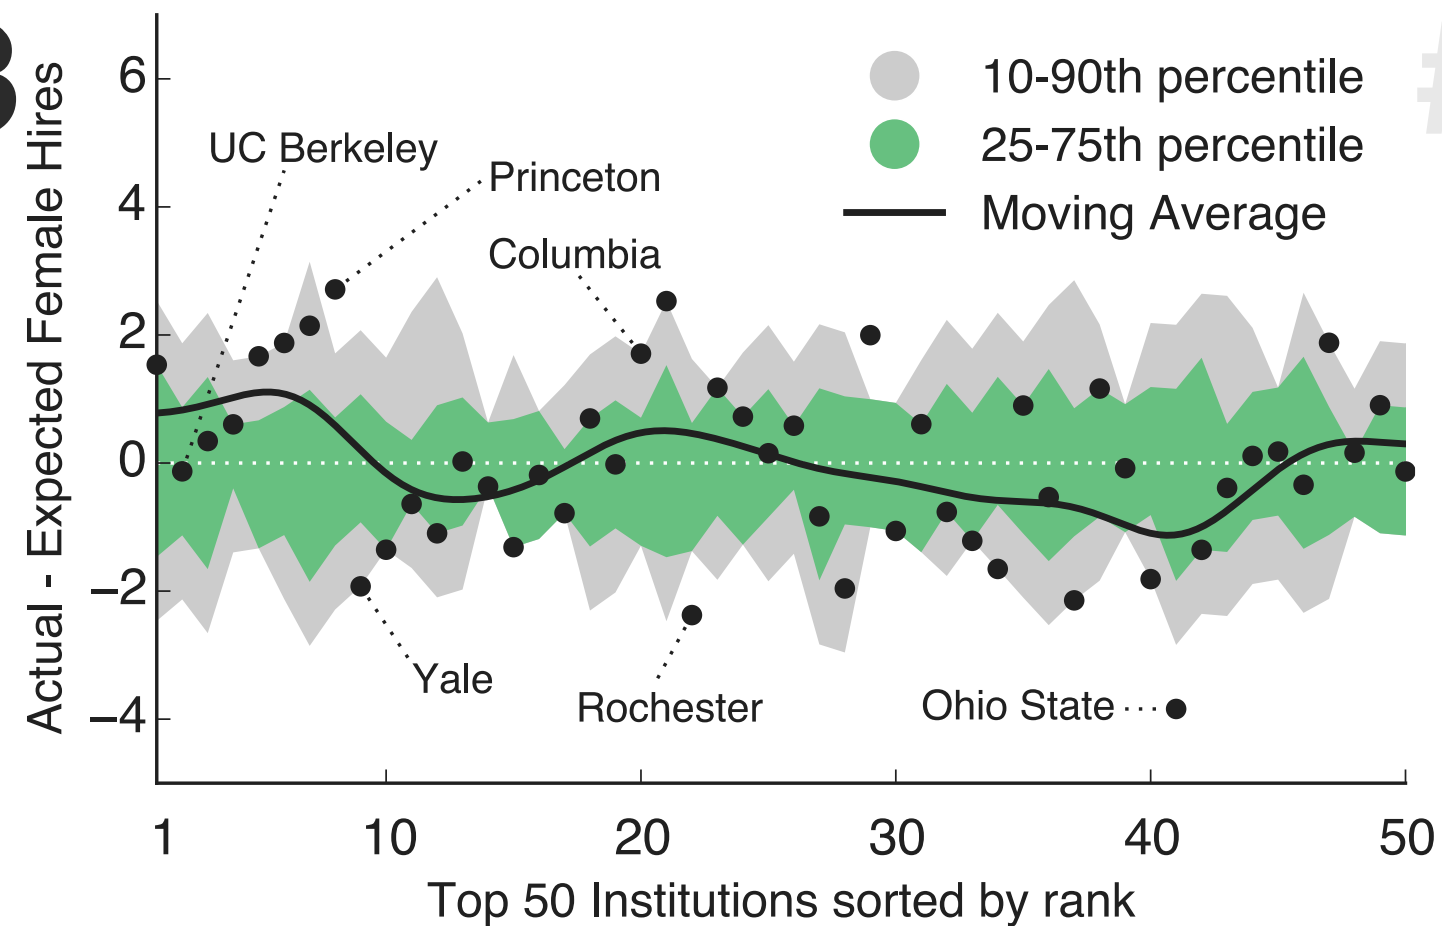 B
6
4
2
0
−2
−4
Actual - Expected Female Hires
UC Berkeley
Princeton
Columbia
Yale
Rochester
Ohio State
10-90th percentile
25-75th percentile
Moving Average
1 10 20 30 40 50
Top 50 Institutions sorted by rank